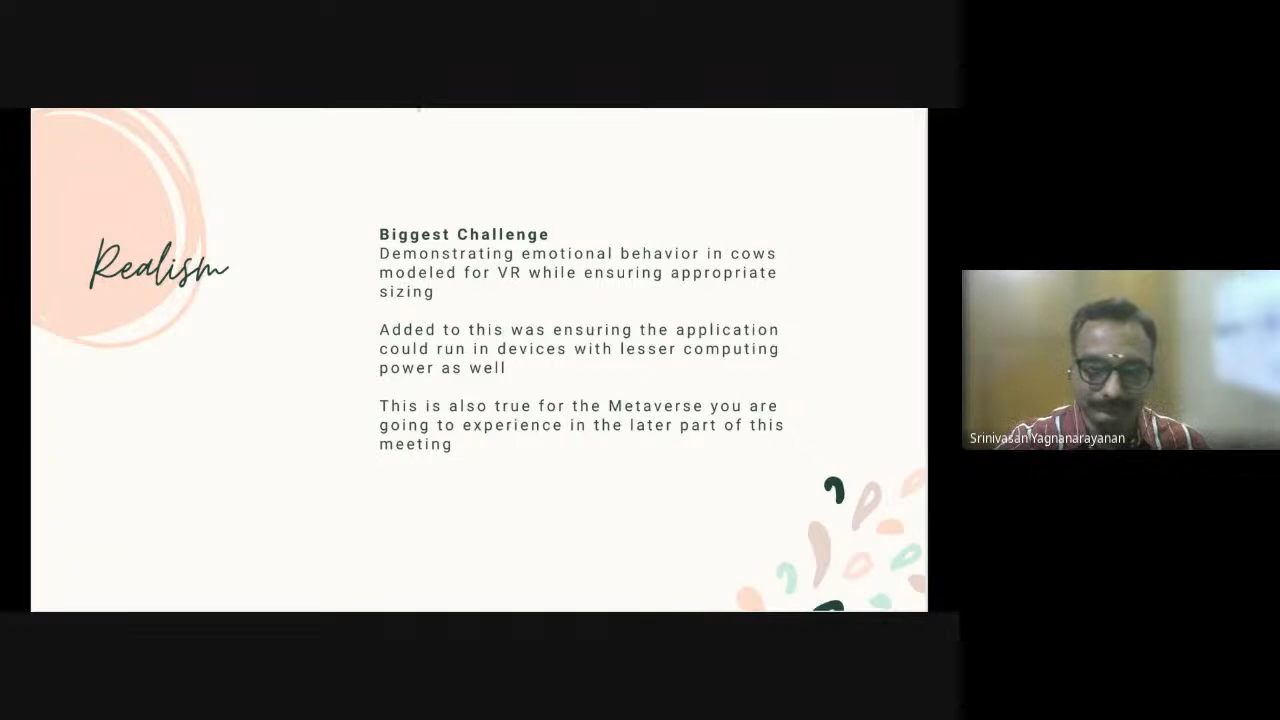 Realism
Biggest Challenge
Demonstrating emotional behavior in cows
modeled for VR while ensuring appropriate
sizing
Added to this was ensuring the application
could run in devices with lesser computing
power as well
This is also true for the Metaverse you are
going to experience in the later part of this
meeting
Srinivasan Yagnanarayanan